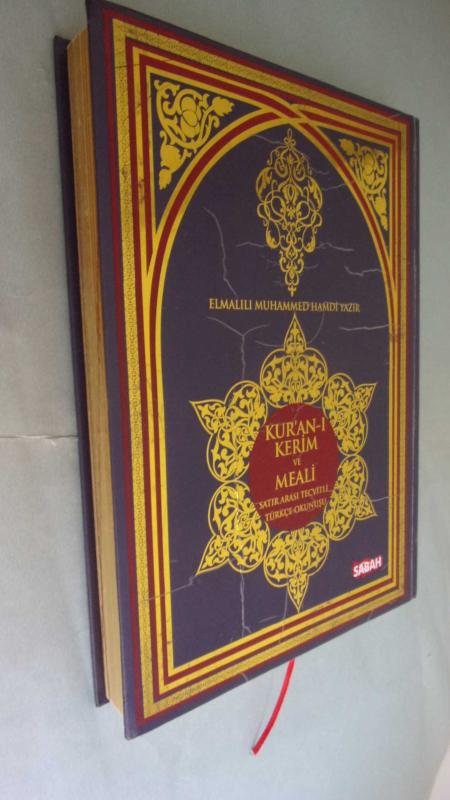 ELMALILI MUHAMMED HAMDİ YAZIR
KUR'AN-I
KERİM
VE
MEALİ
SATIR ARASI TECVİTLİ
TÜRKÇE OKUNUŞU
SABAH